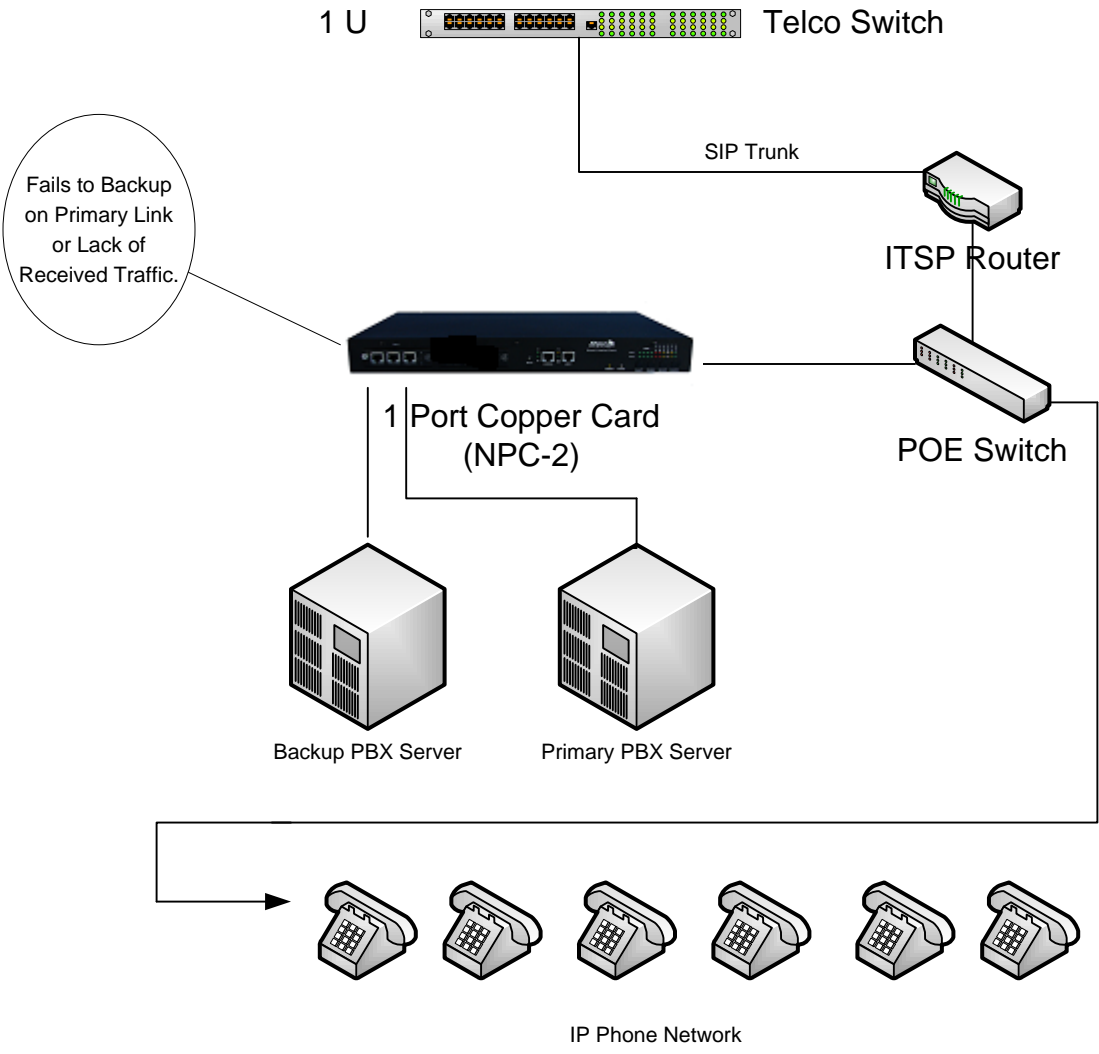 1 U
Telco Switch
SIP Trunk
Fails to Backup
on Primary Link
or Lack of
Received Traffic.
ITSP Router
1 Port Copper Card
(NPC-2)
POE Switch
Backup PBX Server
Primary PBX Server
IP Phone Network